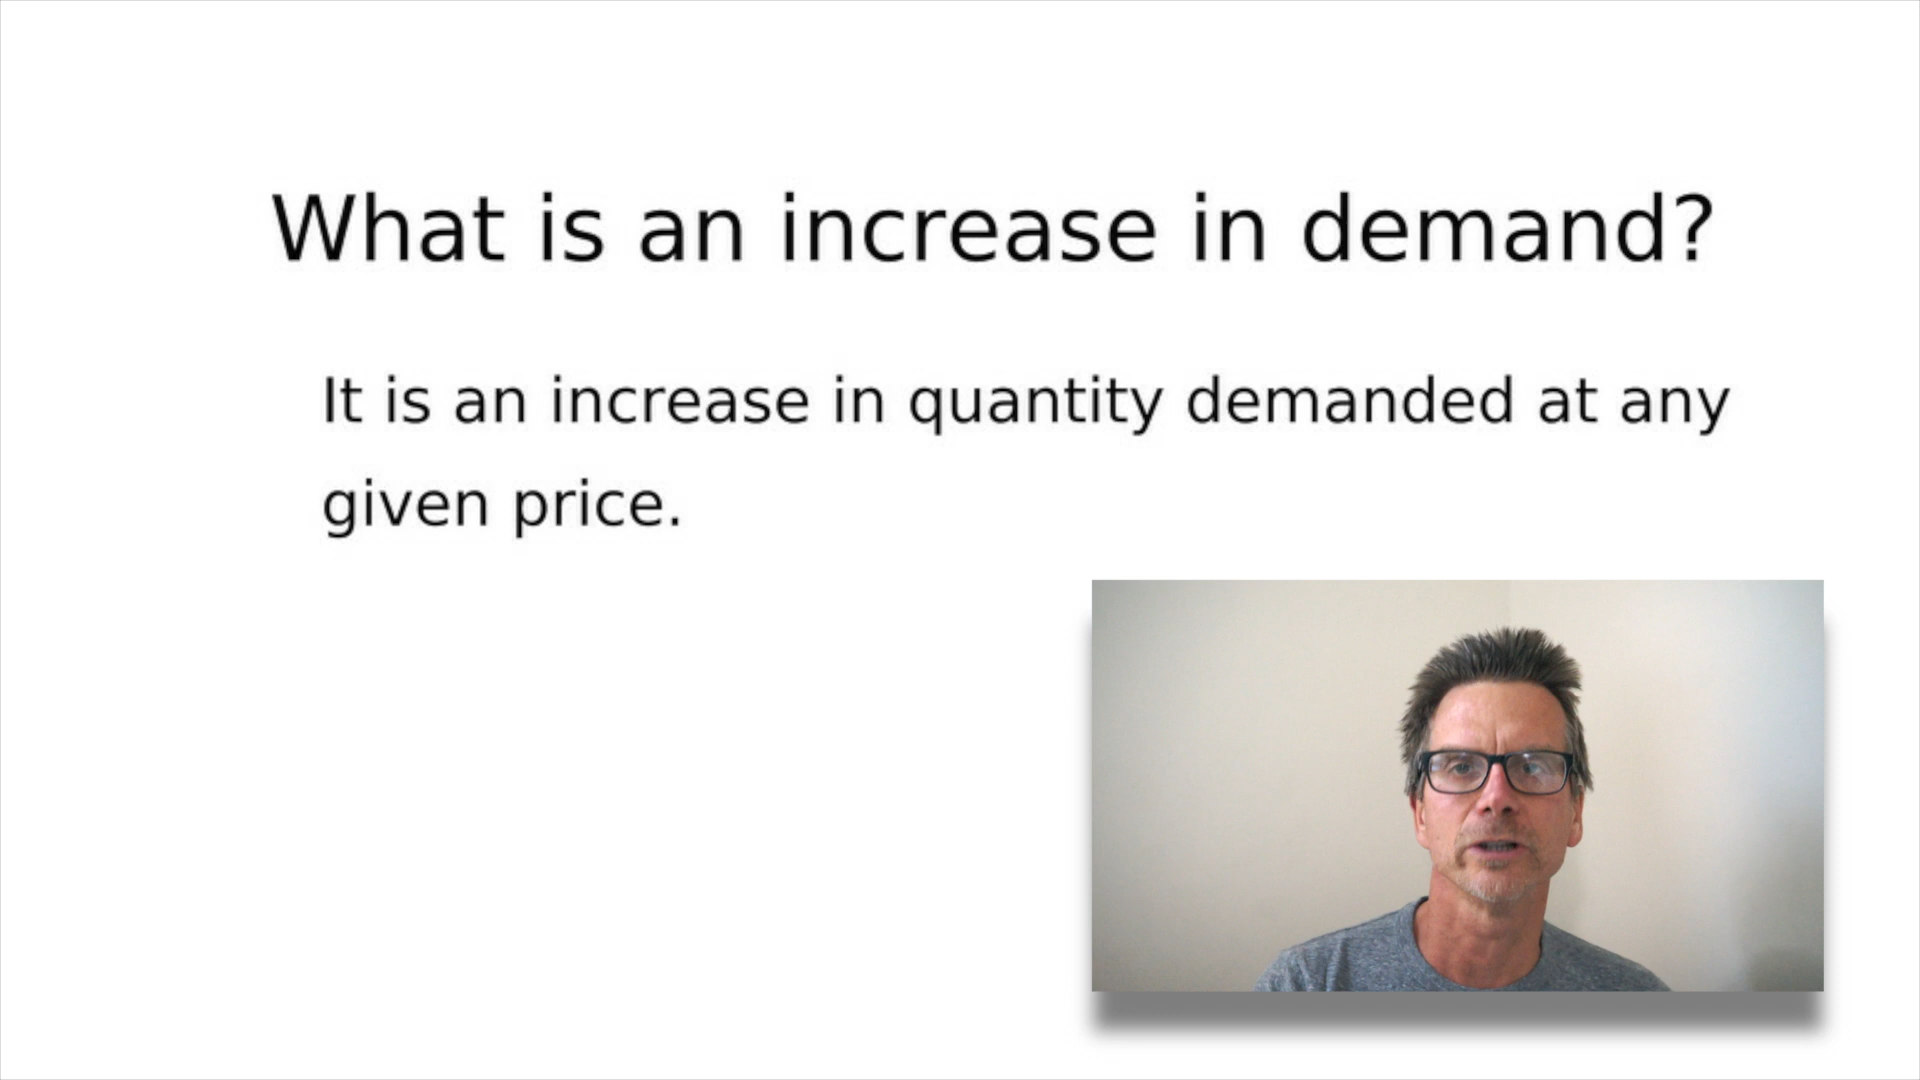 What is an increase in demand?
It is an increase in quantity demanded at any
given price.